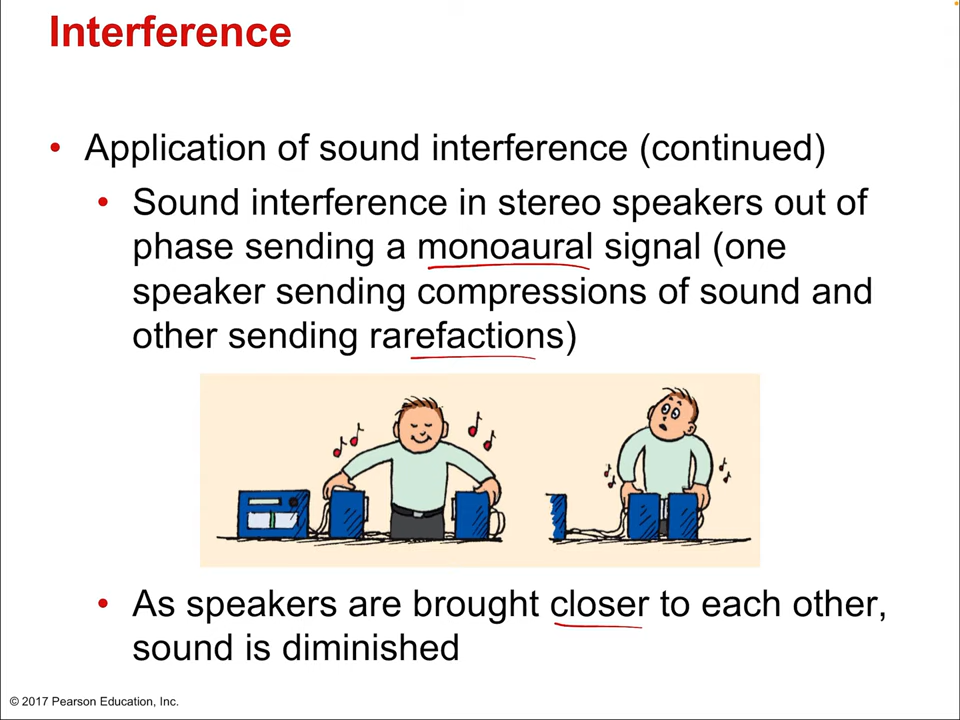 Interference
• Application of sound interference (continued)
• Sound interference in stereo speakers out of
phase sending a monoaural signal (one
speaker sending compressions of sound and
other sending rarefactions)
• As speakers are brought closer to each other,
sound is diminished
© 2017 Pearson Education, Inc.